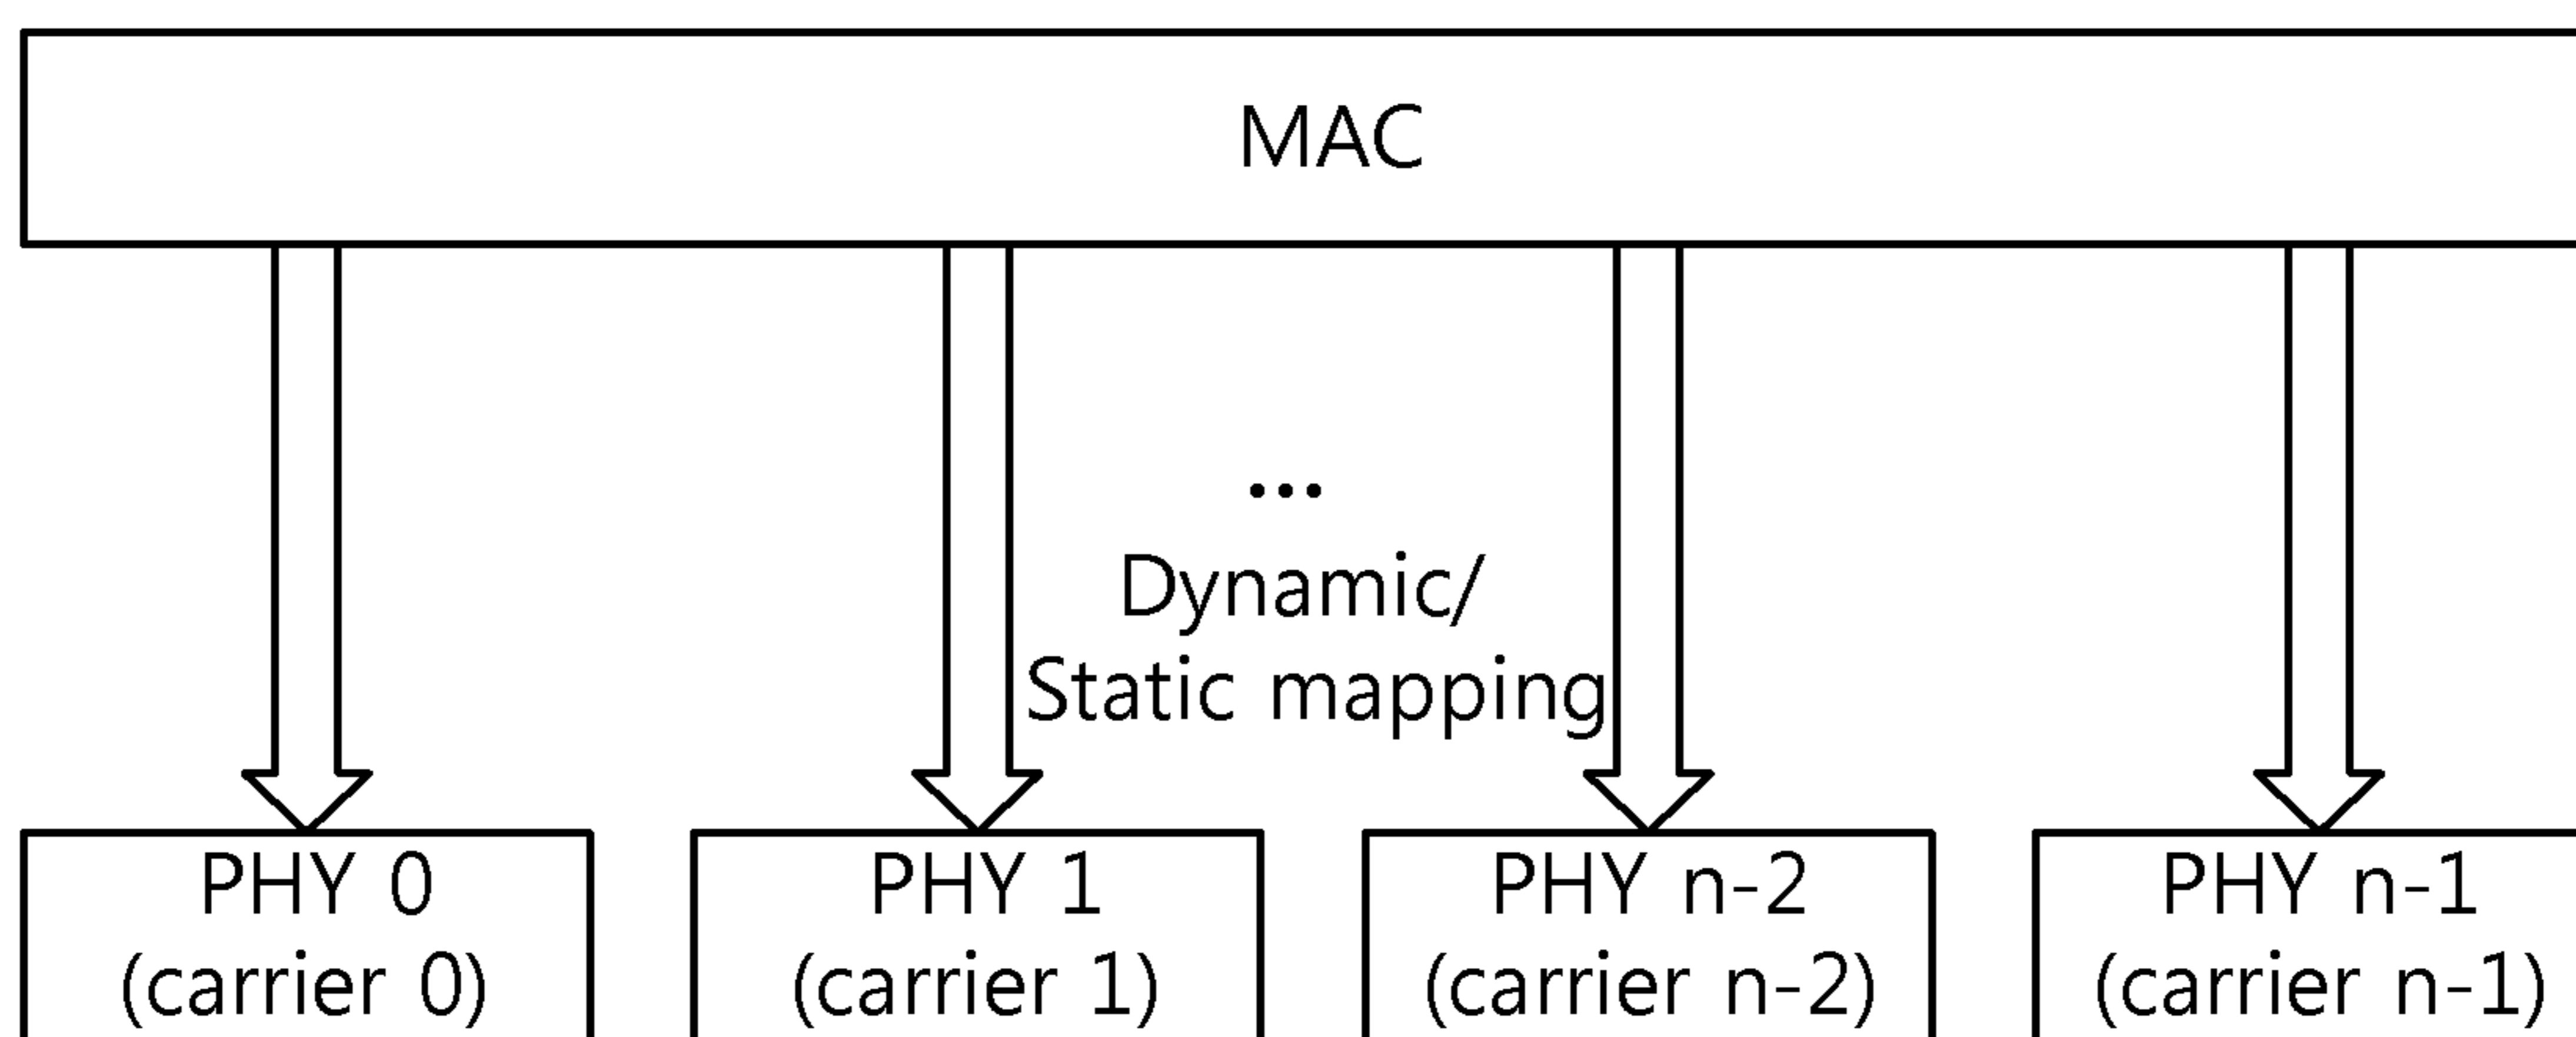 MAC
...
Dynamic/
Static mapping
PHY 0
(carrier 0)
PHY 1
(carrier 1)
PHY n-2
(carrier n-2)
PHY n-1
(carrier n-1)